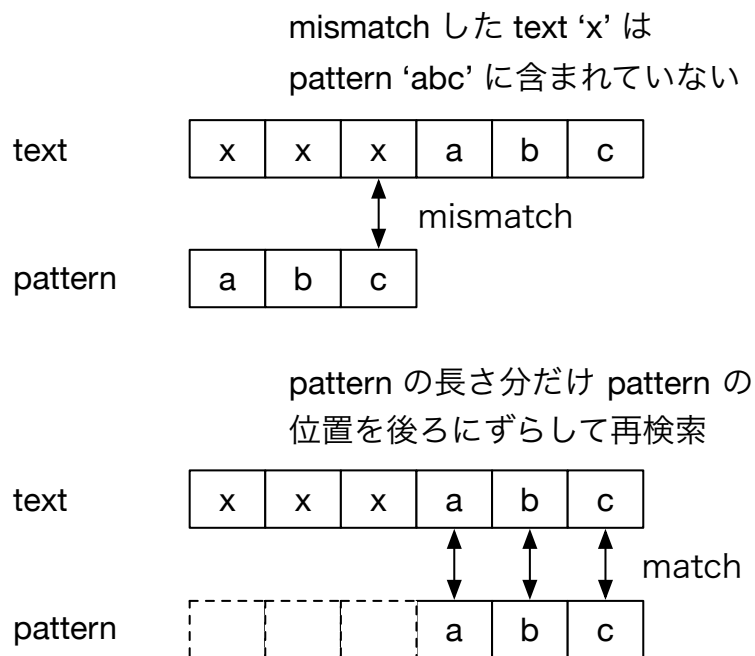 mismatch した text ‘x’ は
pattern ‘abc’ に含まれていない
text x x x a b c
mismatch
pattern a b c
pattern の長さ分だけ pattern の
位置を後ろにずらして再検索
text x x x a b c
match
pattern a b c